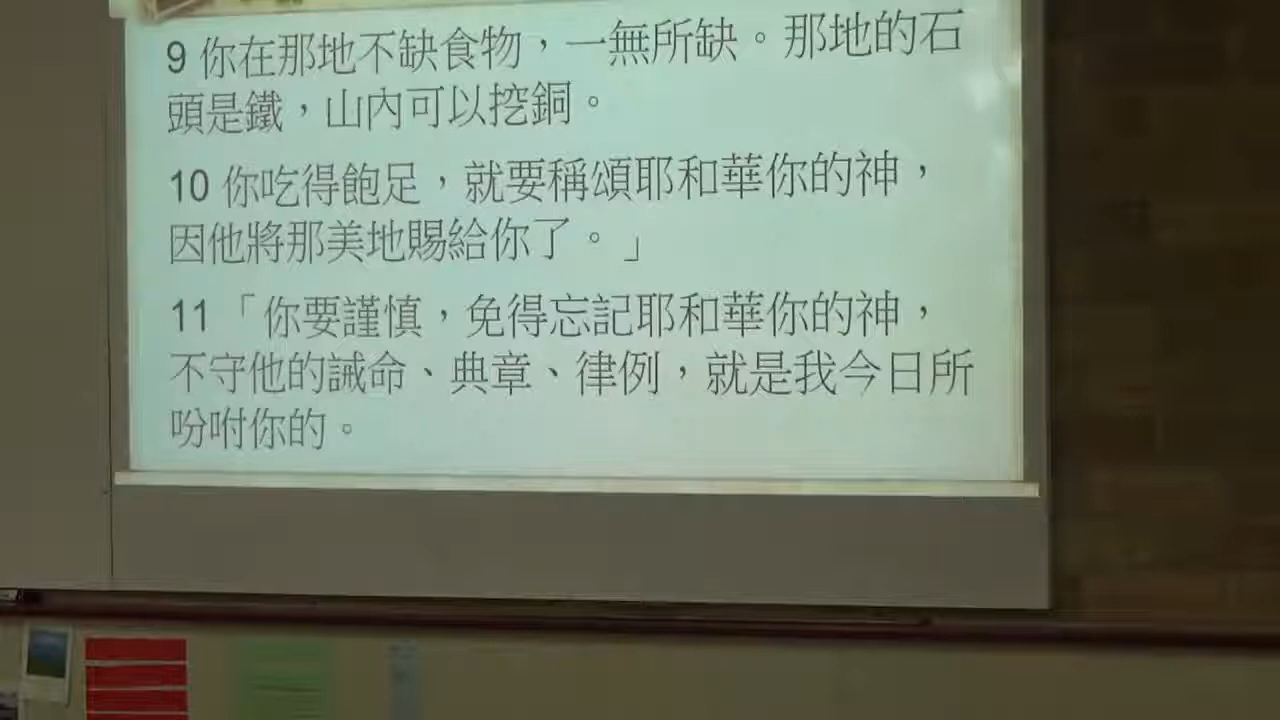 9 你在那地不缺食物，一無所缺。那地的石
頭是鐵，山內可以挖銅。
10 你吃得飽足，就要稱頌耶和華你的神，
因他將那美地賜給你了。」
11 「你要謹慎，免得忘記耶和華你的神，
不守他的誡命、典章、律例，就是我今日所
吩咐你的。